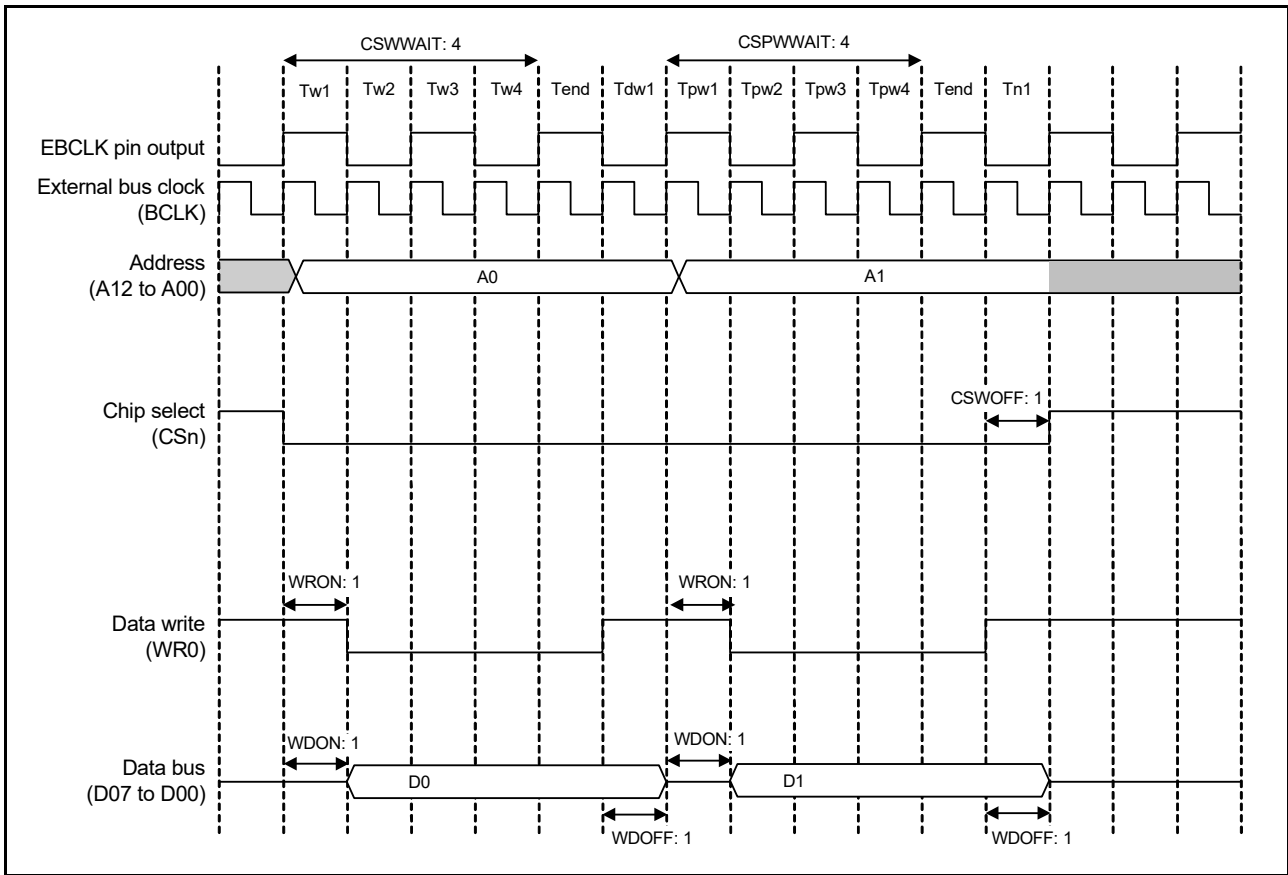 CSWWAIT: 4
CSPWWAIT: 4
Tw1 Tw2 Tw3 Tw4 Tend Tdw1 Tpw1 Tpw2 Tpw3 Tpw4 Tend Tn1
EBCLK pin output
External bus clock
(BCLK)
Address
(A12 to A00)
A0
A1
Chip select
(CSn)
CSWOFF: 1
WRON: 1
WRON: 1
Data write
(WR0)
WDON: 1
WDON: 1
Data bus
(D07 to D00)
D0
D1
WDOFF: 1
WDOFF: 1